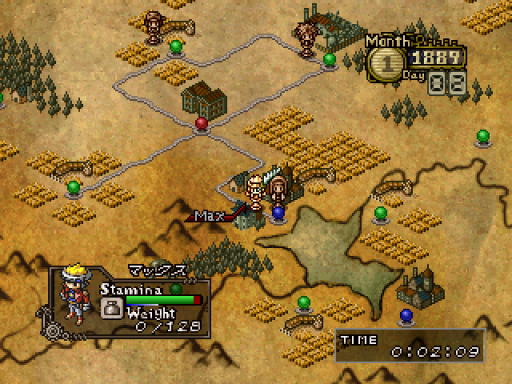 Month
1 1889
Day
08
Max
マックス
Stamina
Weight
0/128
TIME
0:02:09